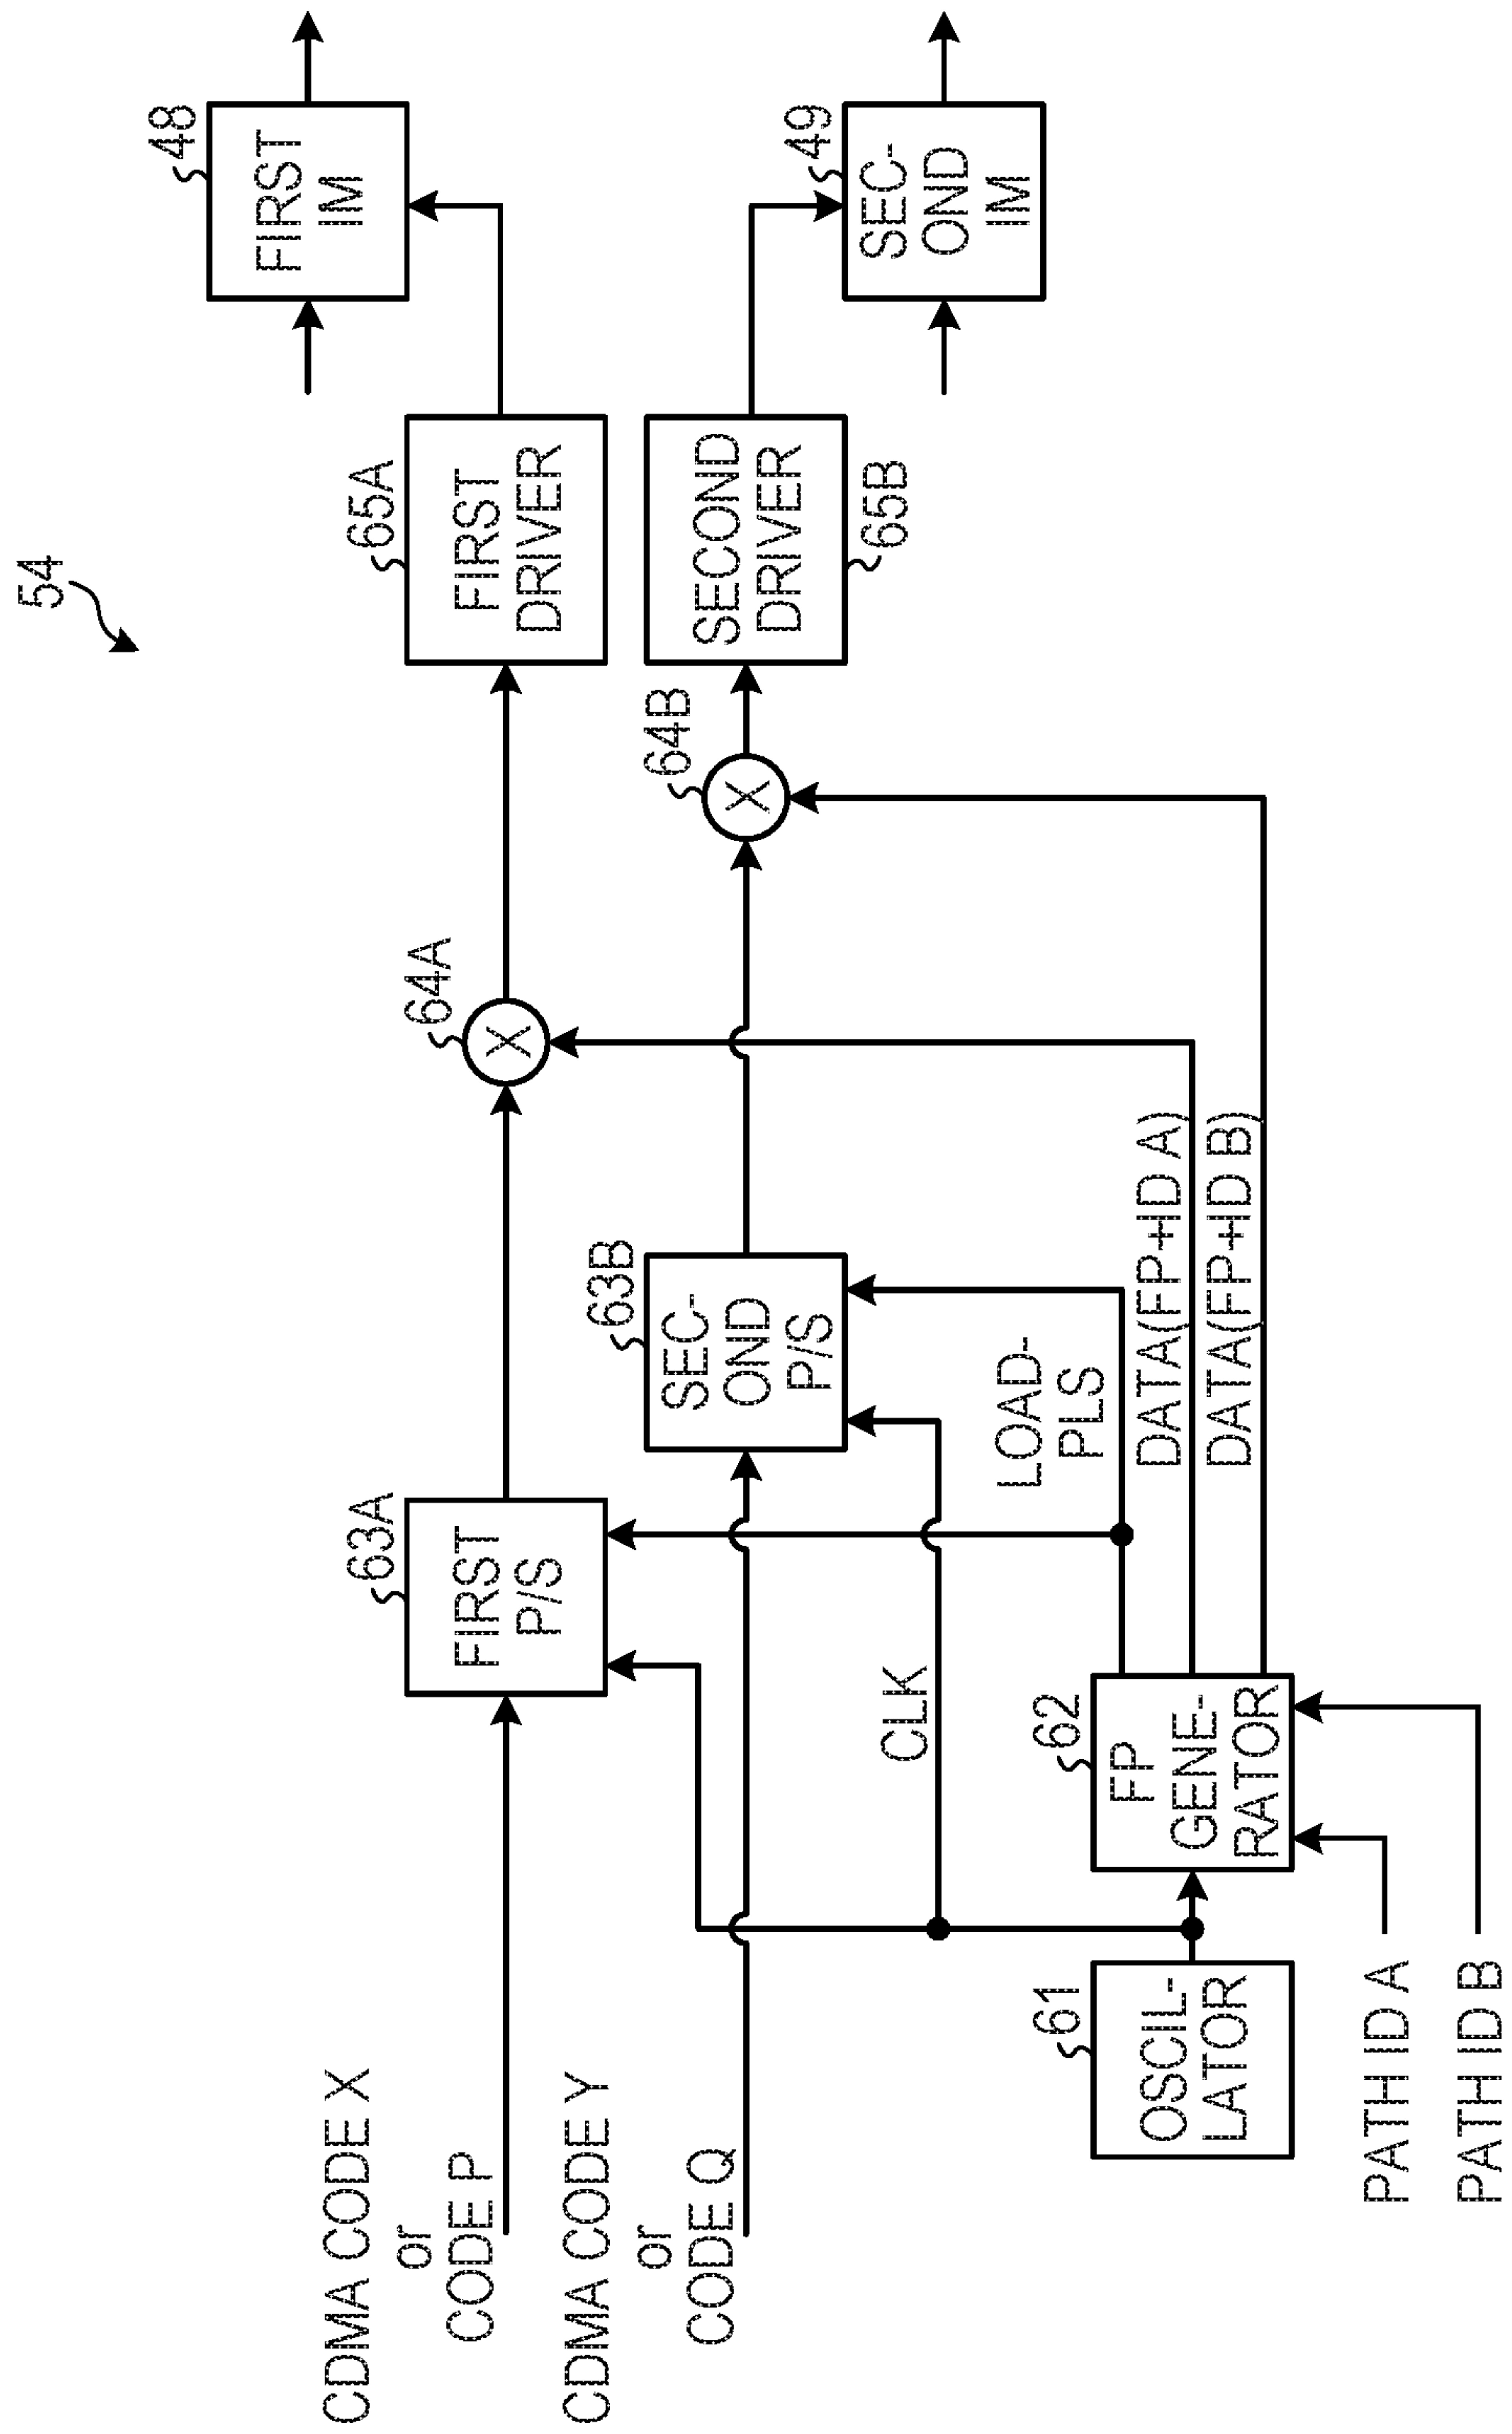 54
48
FIRST
IM
65A
FIRST
DRIVER
64A
X
63A
FIRST
P/S
CDMA CODE X
or
CODE P
49
SEC-
OND
IM
SECOND
DRIVER
65B
64B
X
63B
SEC-
OND
P/S
CDMA CODE Y
or
CODE Q
CLK
LOAD-
PLS
DATA(FP+ID A)
DATA(FP+ID B)
62
FP
GENE-
RATOR
61
OSCIL-
LATOR
PATH ID A
PATH ID B